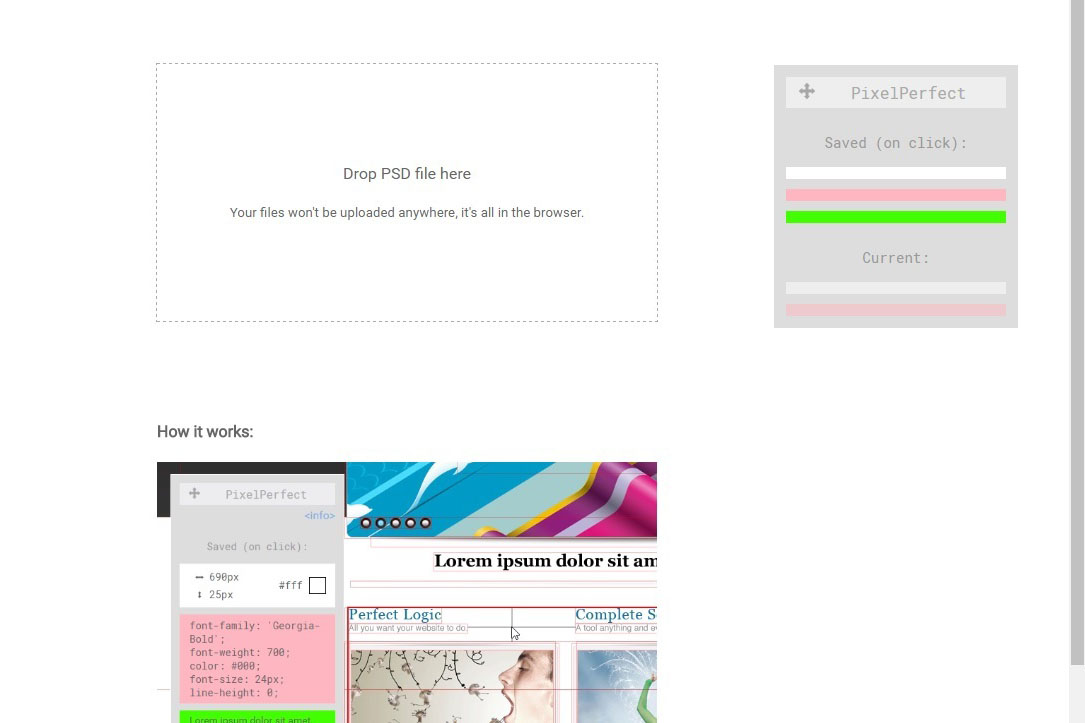 Drop PSD file here
Your files won't be uploaded anywhere, it's all in the browser.
PixelPerfect
Saved (on click):
Current:
How it works:
PixelPerfect
<info>
Saved (on click):
690px
25px
#fff
font-family: 'Georgia-
Bold';
font-weight: 700;
color: #000;
font-size: 24px;
line-height: 0;
Lorem ipsum dolor sit amet
Lorem ipsum dolor sit am
Perfect Logic
All you want your website to do.
Complete S
A tool anything and ev